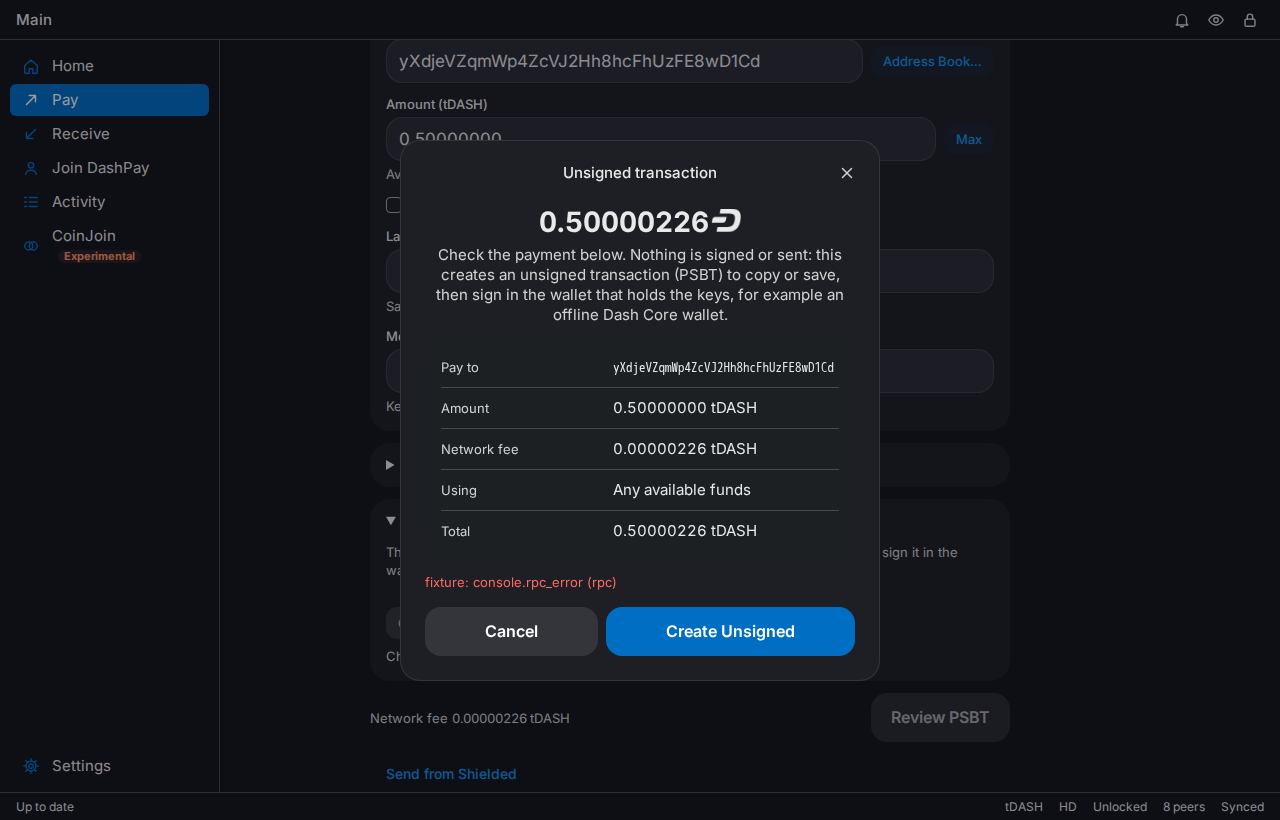 Main
Home
Pay
Receive
Join DashPay
Activity
CoinJoin
Experimental
Settings
yXdjeVZqmWp4ZcVJ2Hh8hcFhUzFE8wD1Cd
Address Book...
Amount (tDASH)
0.50000000
Max
Unsigned transaction
0.50000226
Check the payment below. Nothing is signed or sent: this
creates an unsigned transaction (PSBT) to copy or save,
then sign in the wallet that holds the keys, for example an
offline Dash Core wallet.
Pay to yXdjeVZqmWp4ZcVJ2Hh8hcFhUzFE8wD1Cd
Amount 0.50000000 tDASH
Network fee 0.00000226 tDASH
Using Any available funds
Total 0.50000226 tDASH
fixture: console.rpc_error (rpc)
Cancel Create Unsigned
sign it in the
Network fee 0.00000226 tDASH
Review PSBT
Send from Shielded
Up to date
tDASH HD Unlocked 8 peers Synced